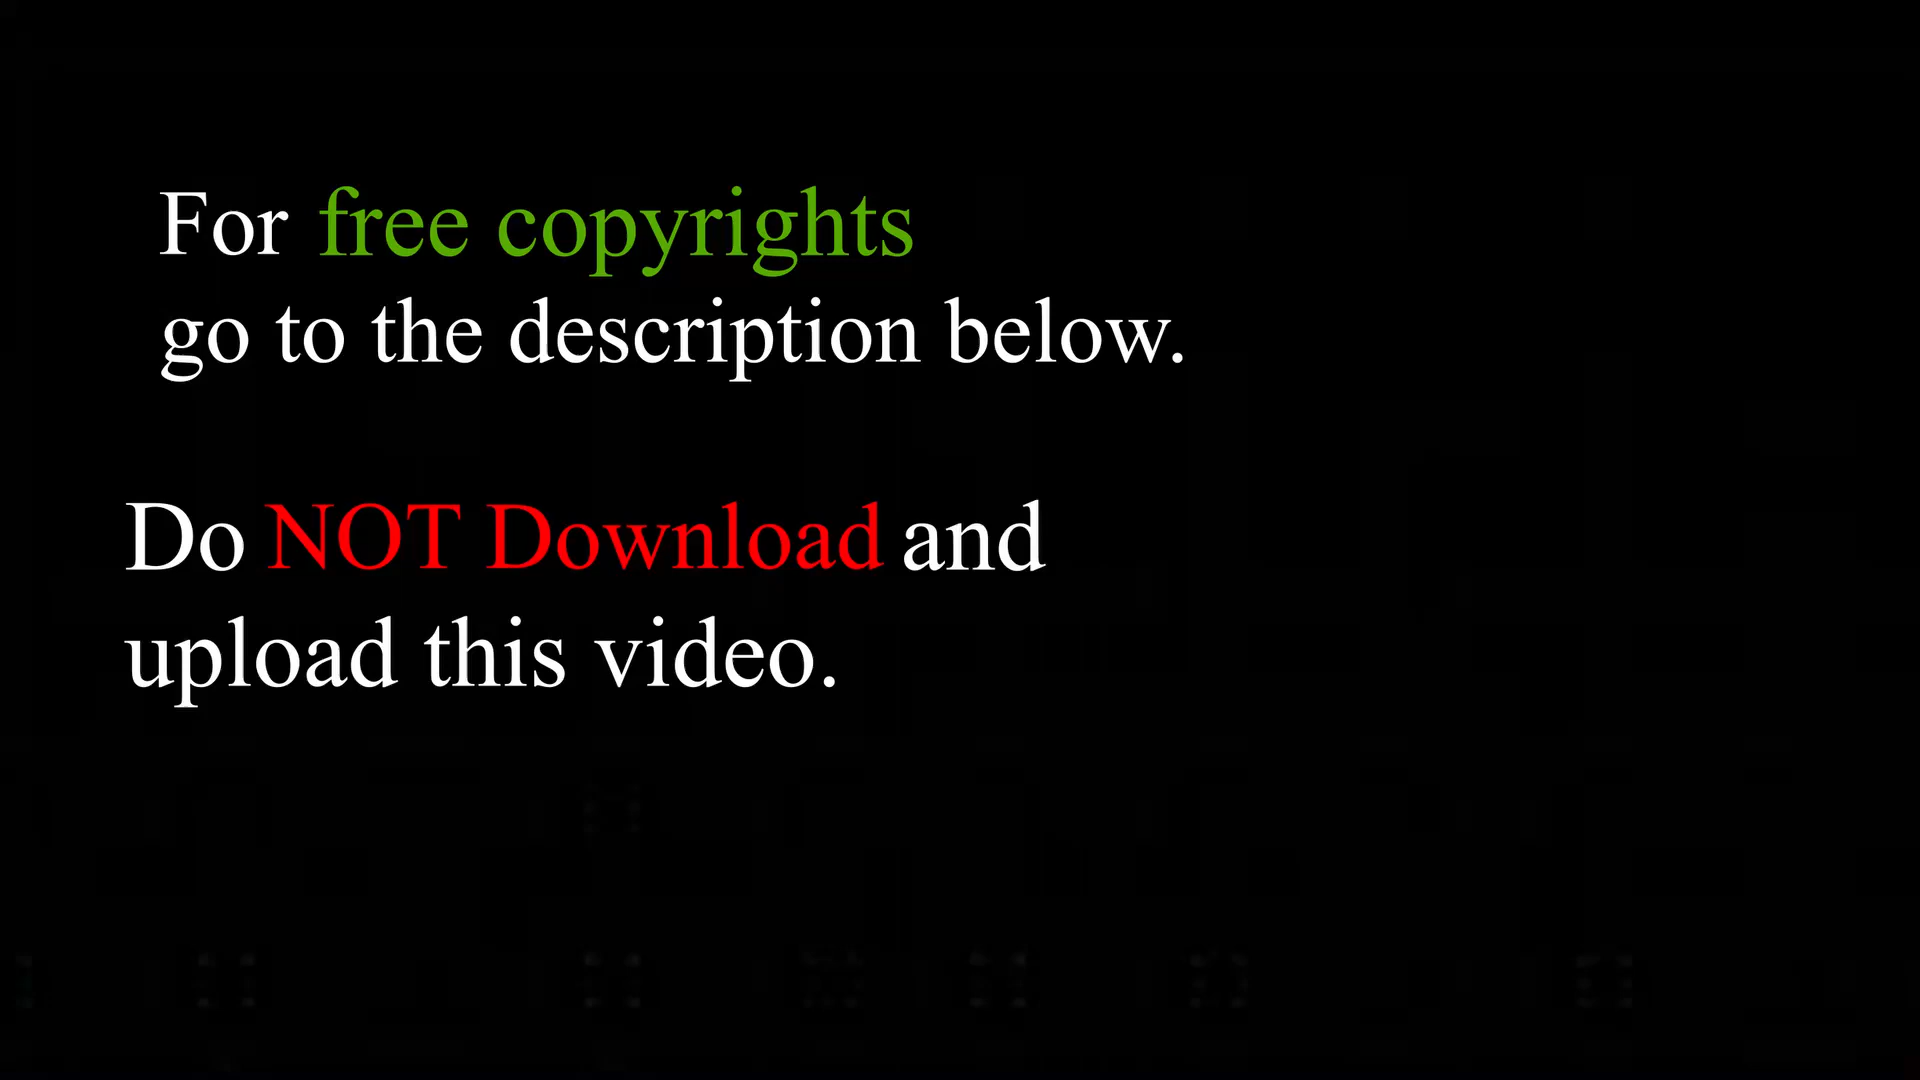 For free copyrights
go to the description below.
Do NOT Download and
upload this video.